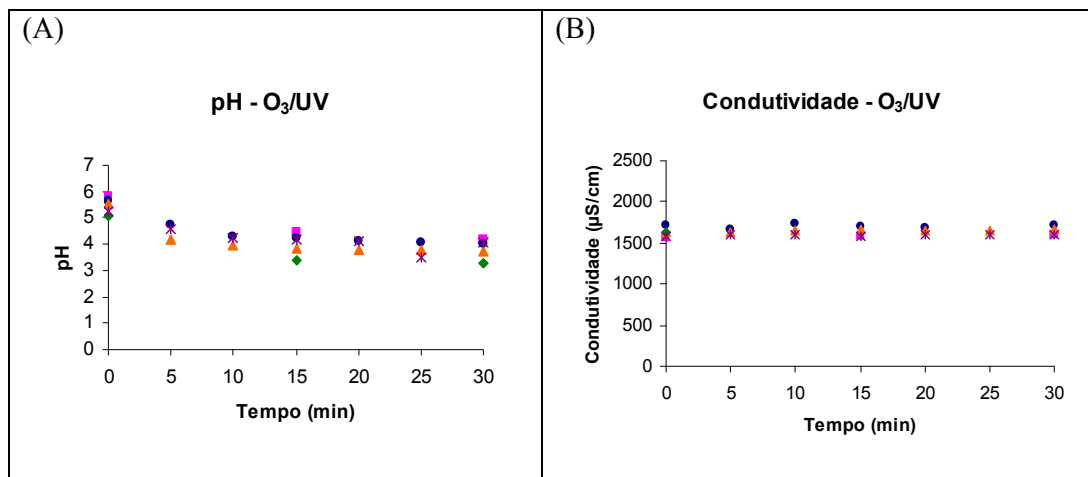 (A)
pH - O₃/UV
7
6
5
4
3
2
1
0
pH
0 5 10 15 20 25 30
Tempo (min)
(B)
Condutividade - O₃/UV
2500
2000
1500
1000
500
0
Condutividade (µS/cm)
0 5 10 15 20 25 30
Tempo (min)